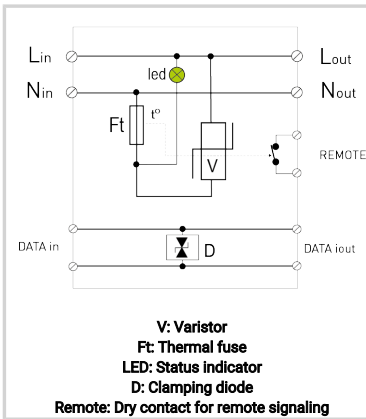 Lin
Lout
led
Nin
Nout
Ft
t°
V
REMOTE
DATA in
D
DATA iout
V: Varistor
Ft: Thermal fuse
LED: Status indicator
D: Clamping diode
Remote: Dry contact for remote signaling